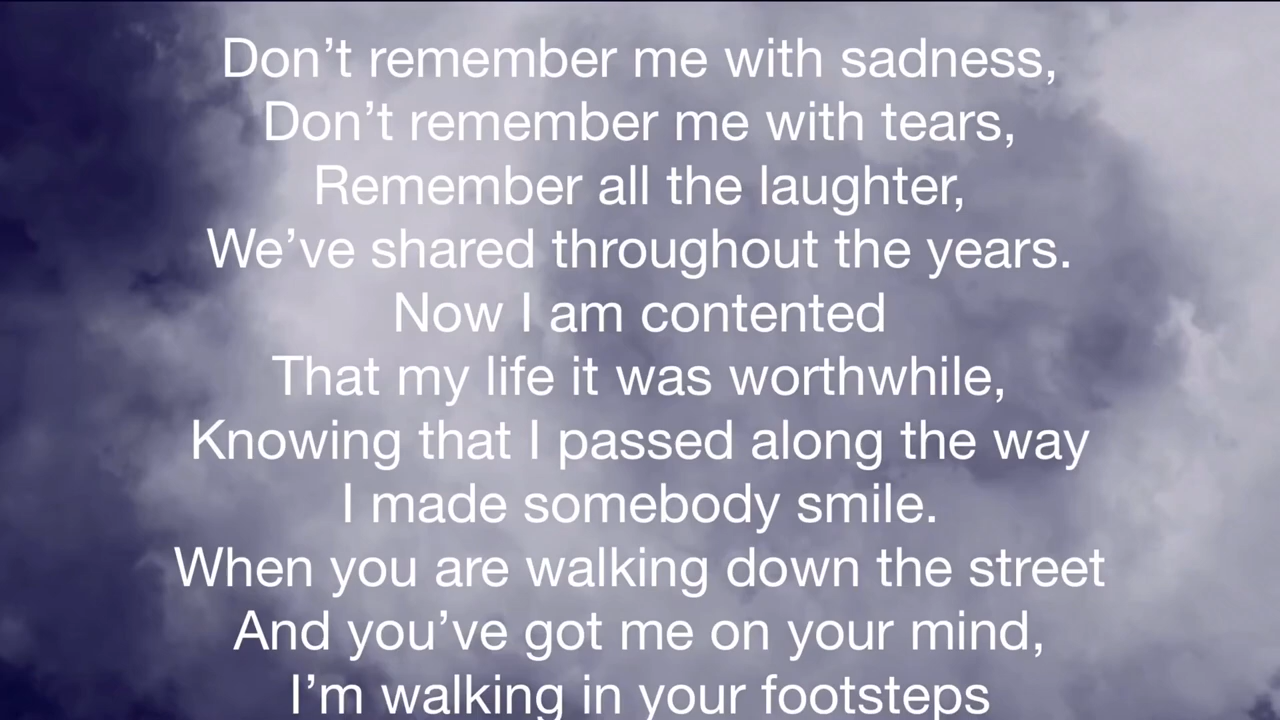 Don’t remember me with sadness,
Don’t remember me with tears,
Remember all the laughter,
We’ve shared throughout the years.
Now I am contented
That my life it was worthwhile,
Knowing that I passed along the way
I made somebody smile.
When you are walking down the street
And you’ve got me on your mind,
I’m walking in your footsteps